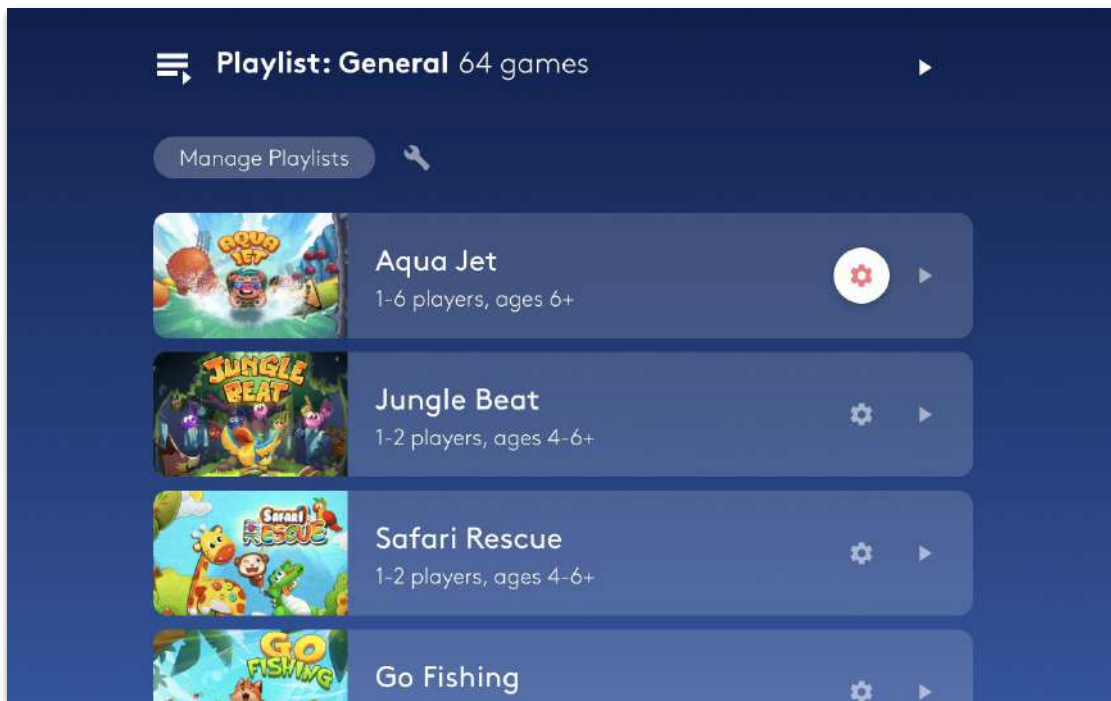 Playlist: General 64 games
Manage Playlists
AQUA
JET
Aqua Jet
1-6 players, ages 6+
JUNGLE
BEAT
Jungle Beat
1-2 players, ages 4-6+
SAFARI
RESCUE
Safari Rescue
1-2 players, ages 4-6+
GO
FISHING
Go Fishing